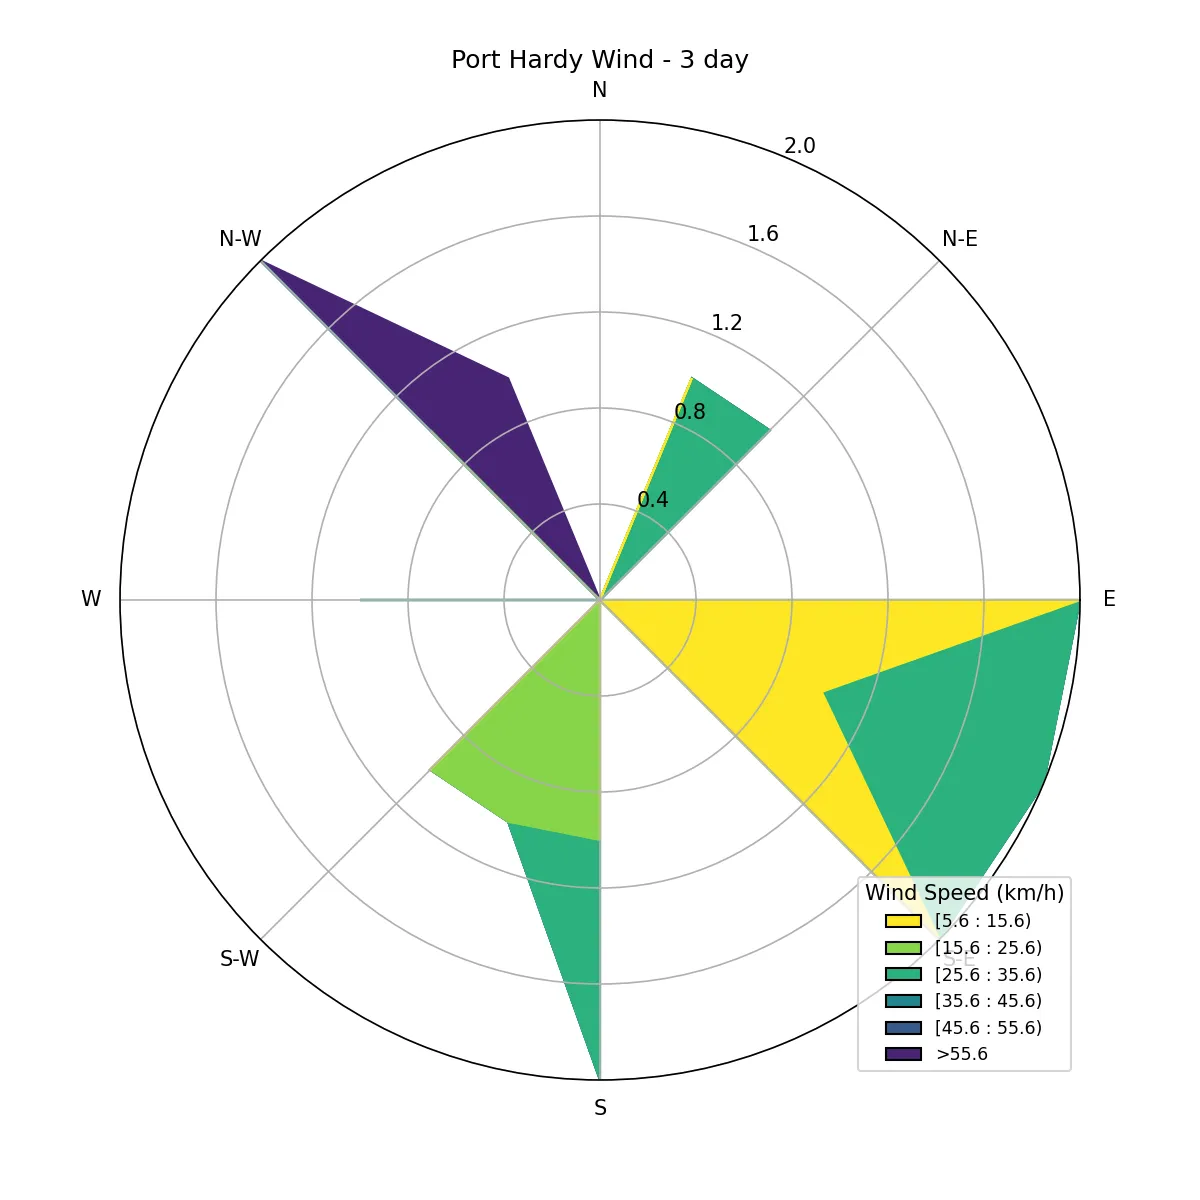 Port Hardy Wind - 3 day
N
2.0
N-W
N-E
1.6
1.2
0.8
0.4
W
E
Wind Speed (km/h)
[5.6 : 15.6)
[15.6 : 25.6)
S-W
S-E
[25.6 : 35.6)
[35.6 : 45.6)
[45.6 : 55.6)
>55.6
S